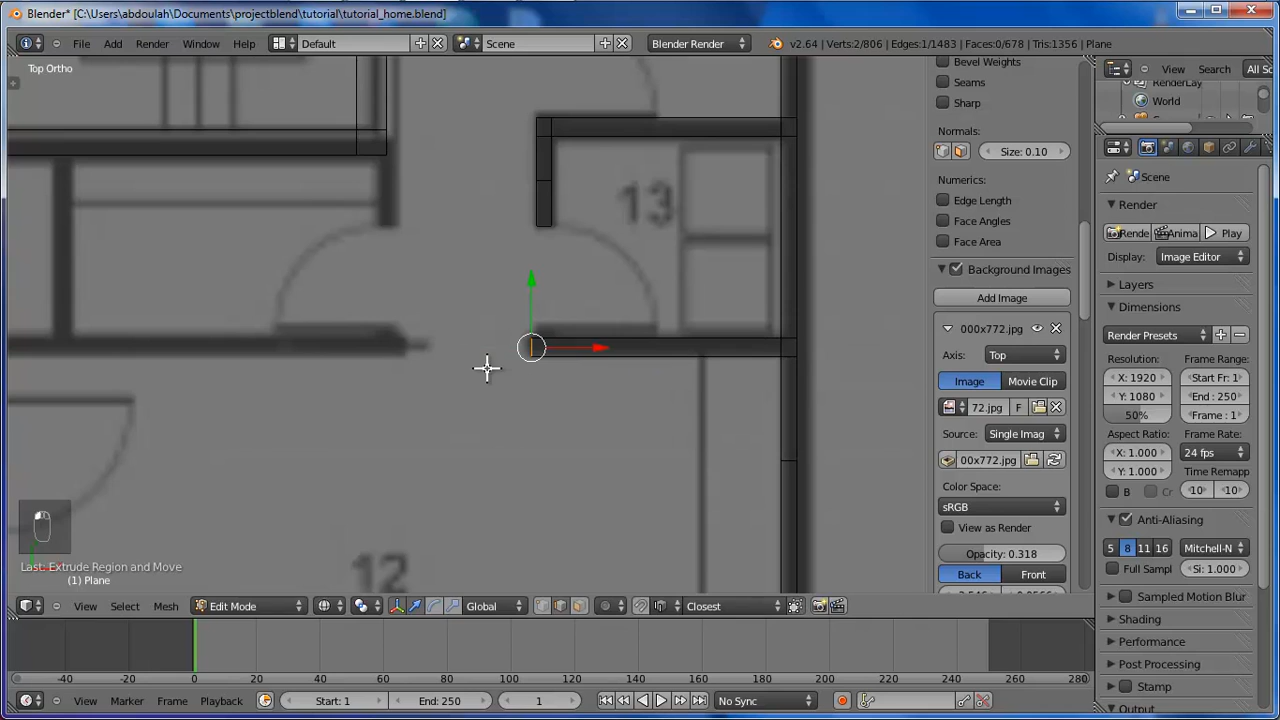 Blender* [C:\Users\abdoulah\Documents\projectblend\tutorial\tutorial_home.blend]
File Add Render Window Help Default Scene Blender Render v2.64 | Verts:2/806 | Edges:1/1483 | Faces:0/678 | Tris:1356 | Plane
Top Ortho
13
12
Last: Extrude Region and Move
(1) Plane
Bevel Weights
Seams
Sharp
Normals:
Size: 0.10
Numerics:
Edge Length
Face Angles
Face Area
Background Images
Add Image
000x772.jpg
Axis: Top
Image Movie Clip
72.jpg F
Source: Single Imag
00x772.jpg
Color Space:
sRGB
View as Render
Opacity: 0.318
Back Front
View Search All Sc
RenderLay
World
Scene
Render
Rende Anima Play
Display: Image Editor
Layers
Dimensions
Render Presets
Resolution: Frame Range:
X: 1920 Start Fr: 1
Y: 1080 End : 250
50% Frame : 1
Aspect Ratio: Frame Rate:
X: 1.000 24 fps
Y: 1.000 Time Remapp
B Cr 10 10
Anti-Aliasing
5 8 11 16 Mitchell-N
Full Sampl Si: 1.000
Sampled Motion Blur
Shading
Performance
Post Processing
Stamp
Output
View Select Mesh Edit Mode Global Closest
-40 -20 0 20 40 60 80 100 120 140 160 180 200 220 240 260 280
View Marker Frame Playback Start: 1 End: 250 1 No Sync